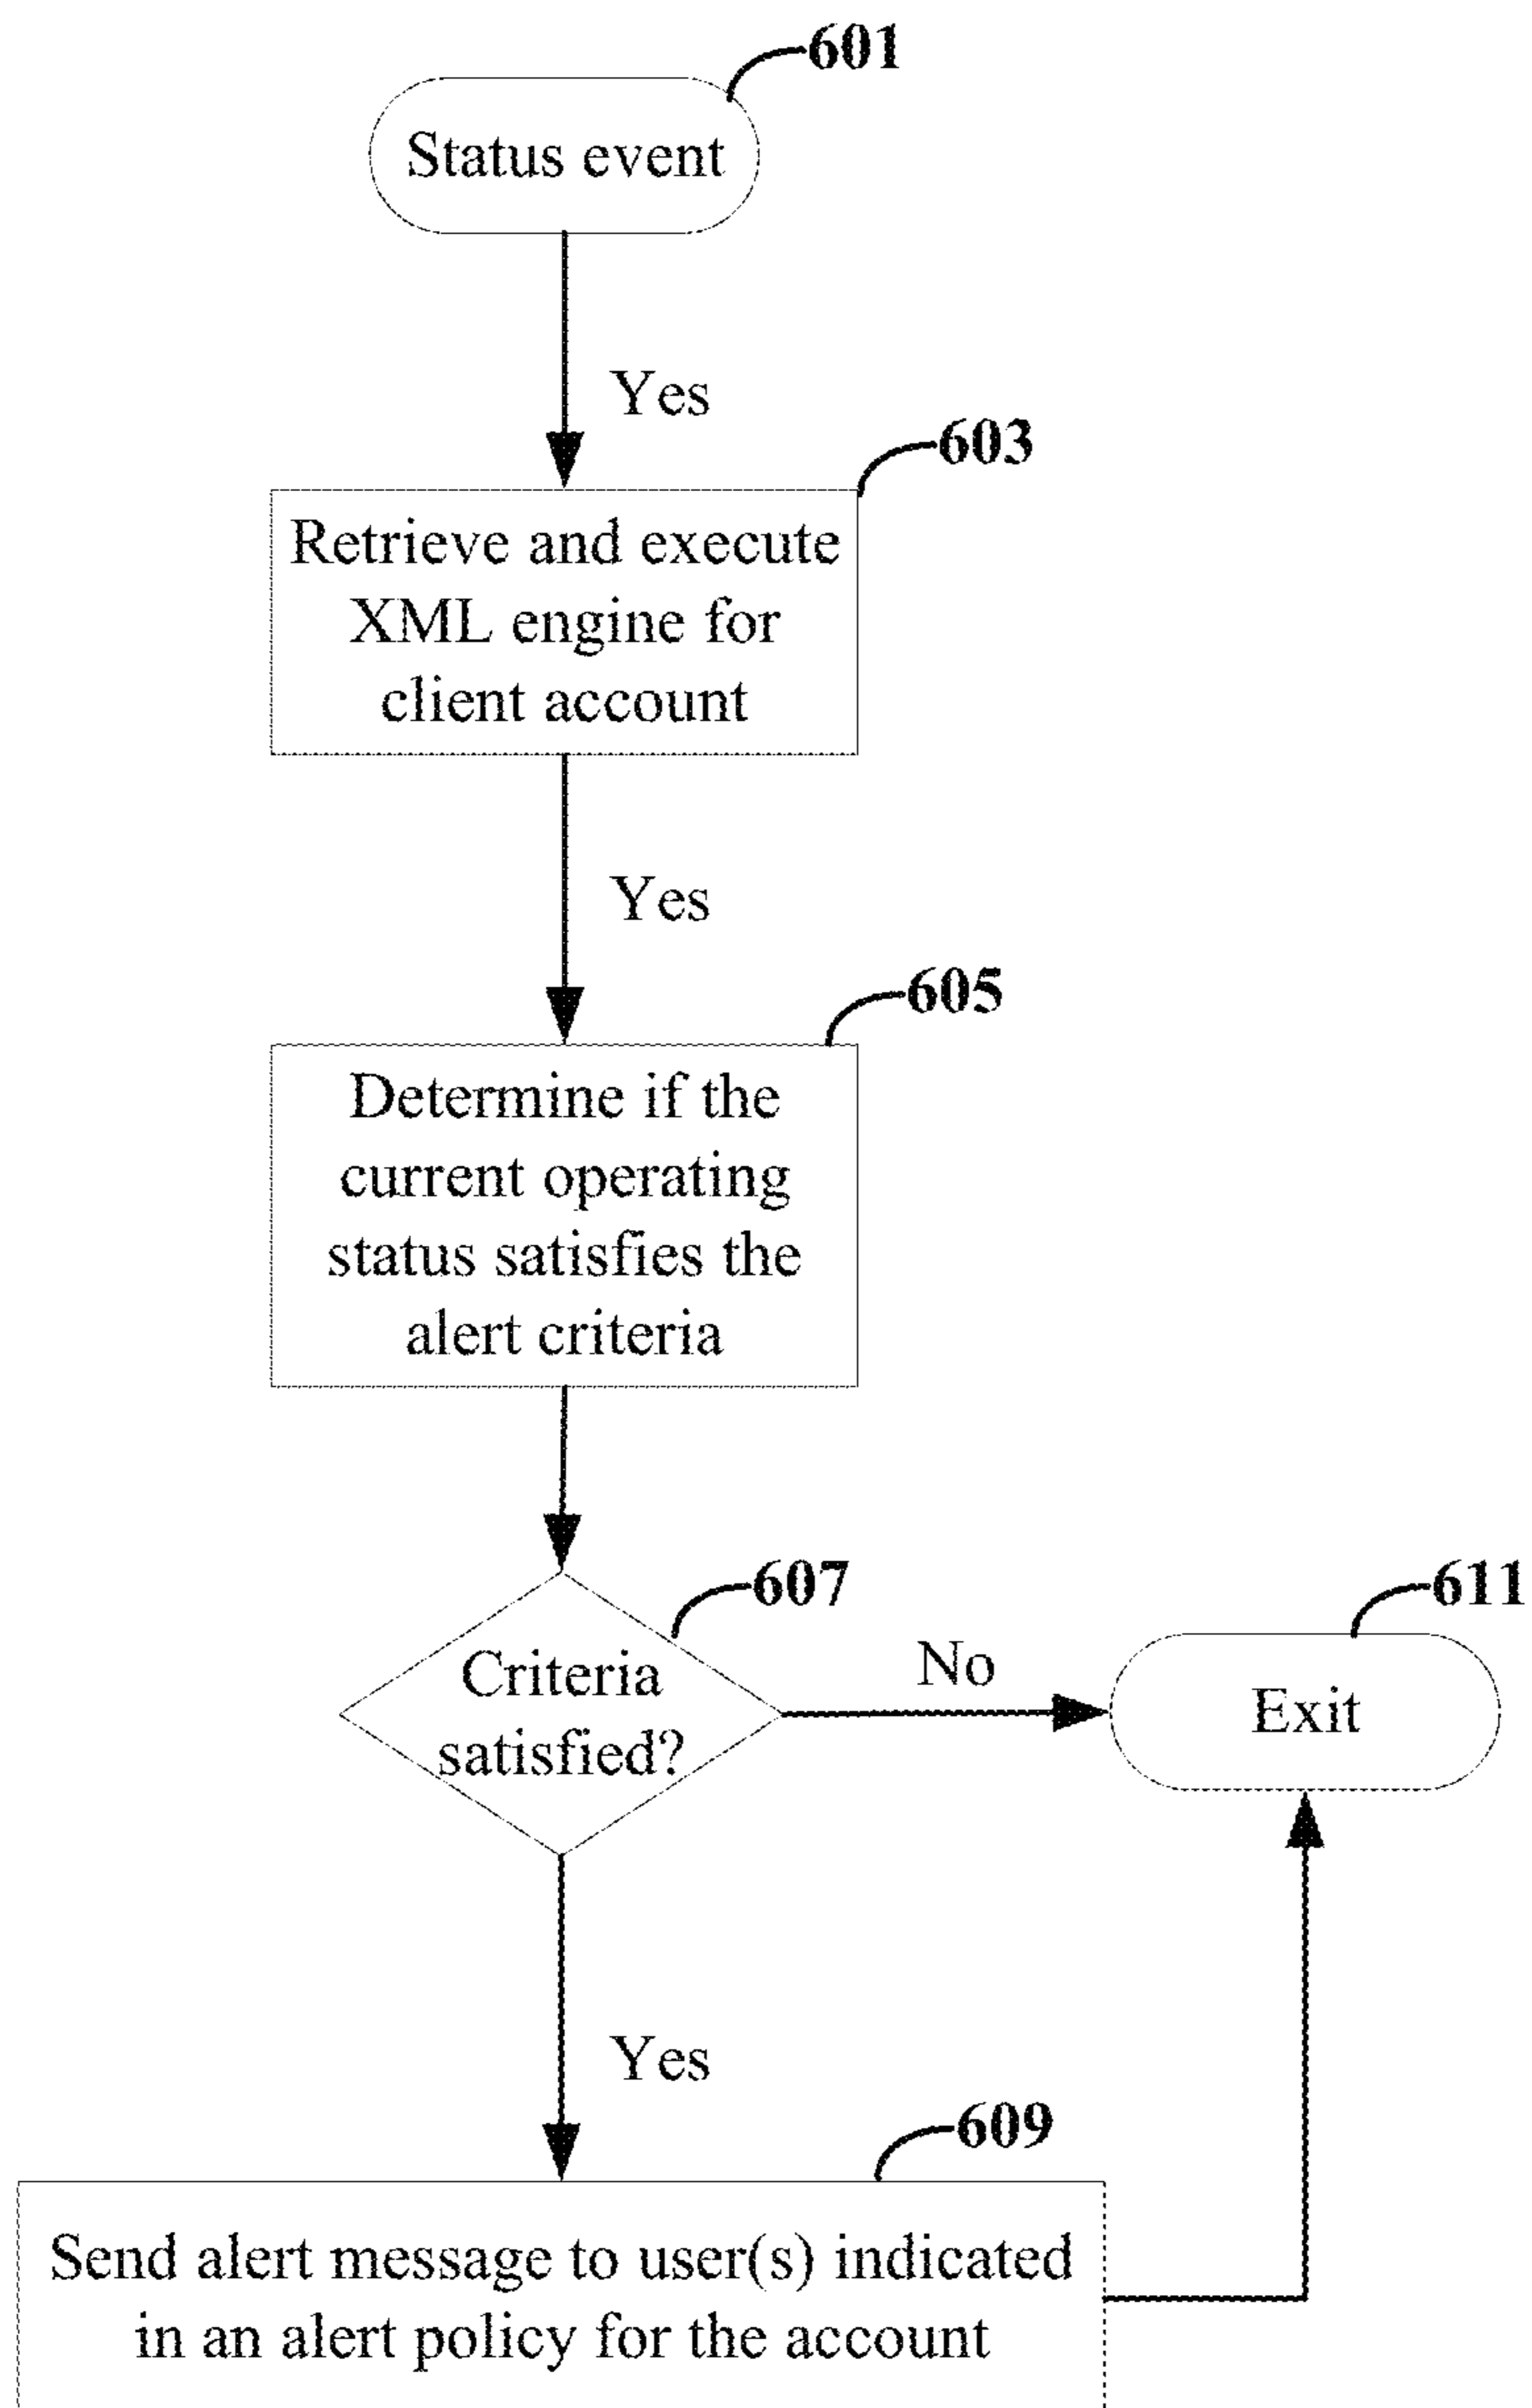 601
Status event
Yes
603
Retrieve and execute
XML engine for
client account
Yes
605
Determine if the
current operating
status satisfies the
alert criteria
607
611
Criteria
satisfied?
No
Exit
Yes
609
Send alert message to user(s) indicated
in an alert policy for the account